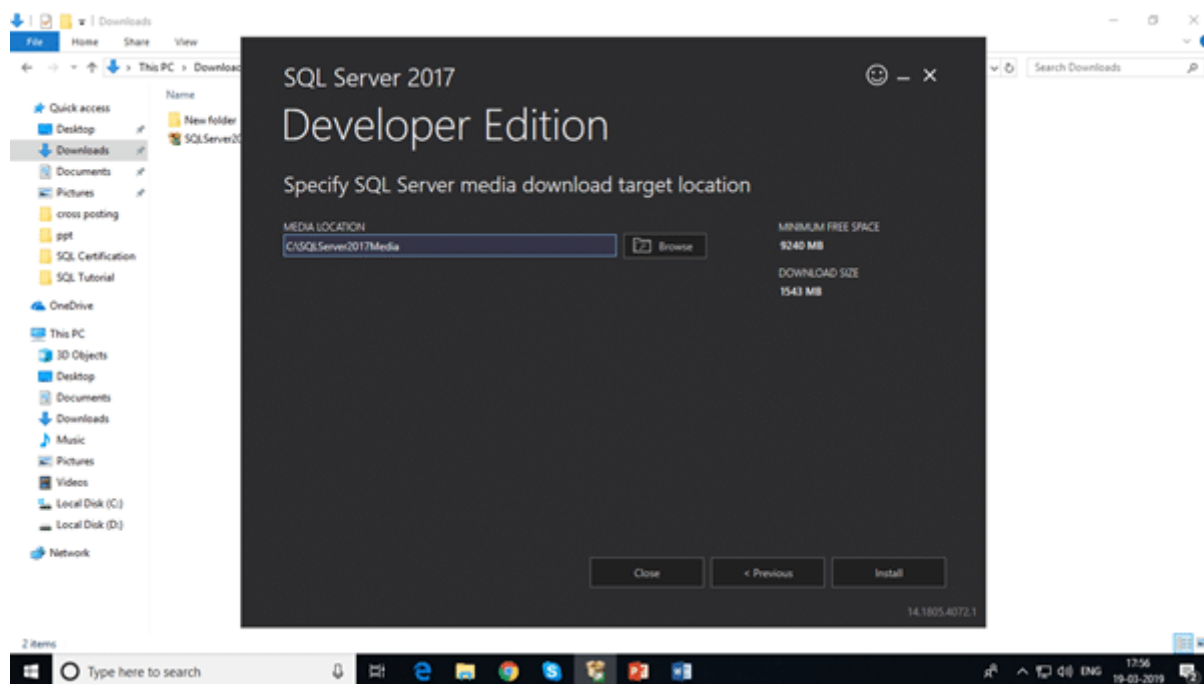 Downloads
File Home Share View
This PC > Downloac
Search Downloads
Name
Quick access
Desktop
Downloads
Documents
Pictures
cross posting
ppt
SQL Certification
SQL Tutorial
OneDrive
This PC
3D Objects
Desktop
Documents
Downloads
Music
Pictures
Videos
Local Disk (C:)
Local Disk (D:)
Network
New folder
SQLServer20
SQL Server 2017
Developer Edition
Specify SQL Server media download target location
MEDIA LOCATION
C:\SQLServer2017Media
Browse
MINIMUM FREE SPACE
9240 MB
DOWNLOAD SIZE
1543 MB
Close
< Previous
Install
14.1805.4072.1
2 items
Type here to search
ENG
17:56
19-03-2019